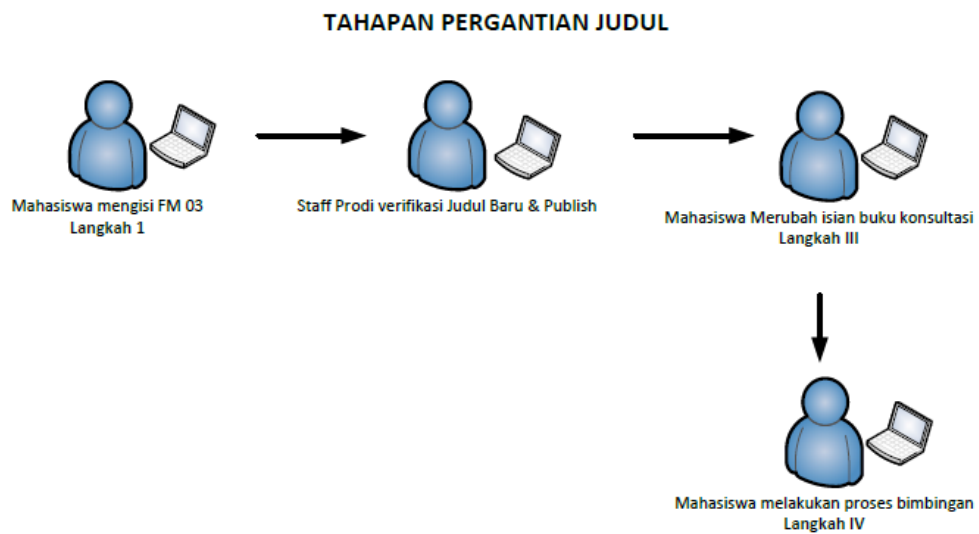 TAHAPAN PERGANTIAN JUDUL
Mahasiswa mengisi FM 03
Langkah 1
Staff Prodi verifikasi Judul Baru & Publish
Mahasiswa Merubah isian buku konsultasi
Langkah III
Mahasiswa melakukan proses bimbingan
Langkah IV